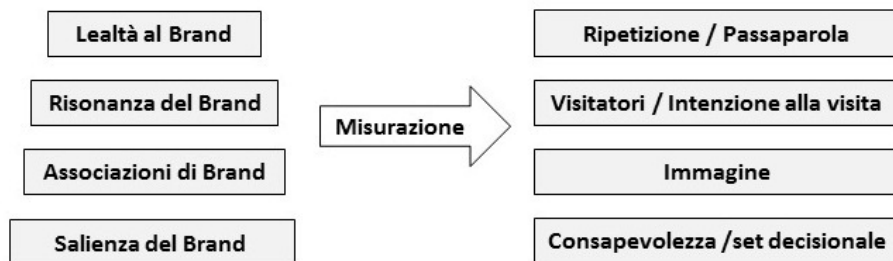 Lealtà al Brand
Ripetizione / Passaparola
Risonanza del Brand
Visitatori / Intenzione alla visita
Misurazione
Associazioni di Brand
Immagine
Salienza del Brand
Consapevolezza /set decisionale